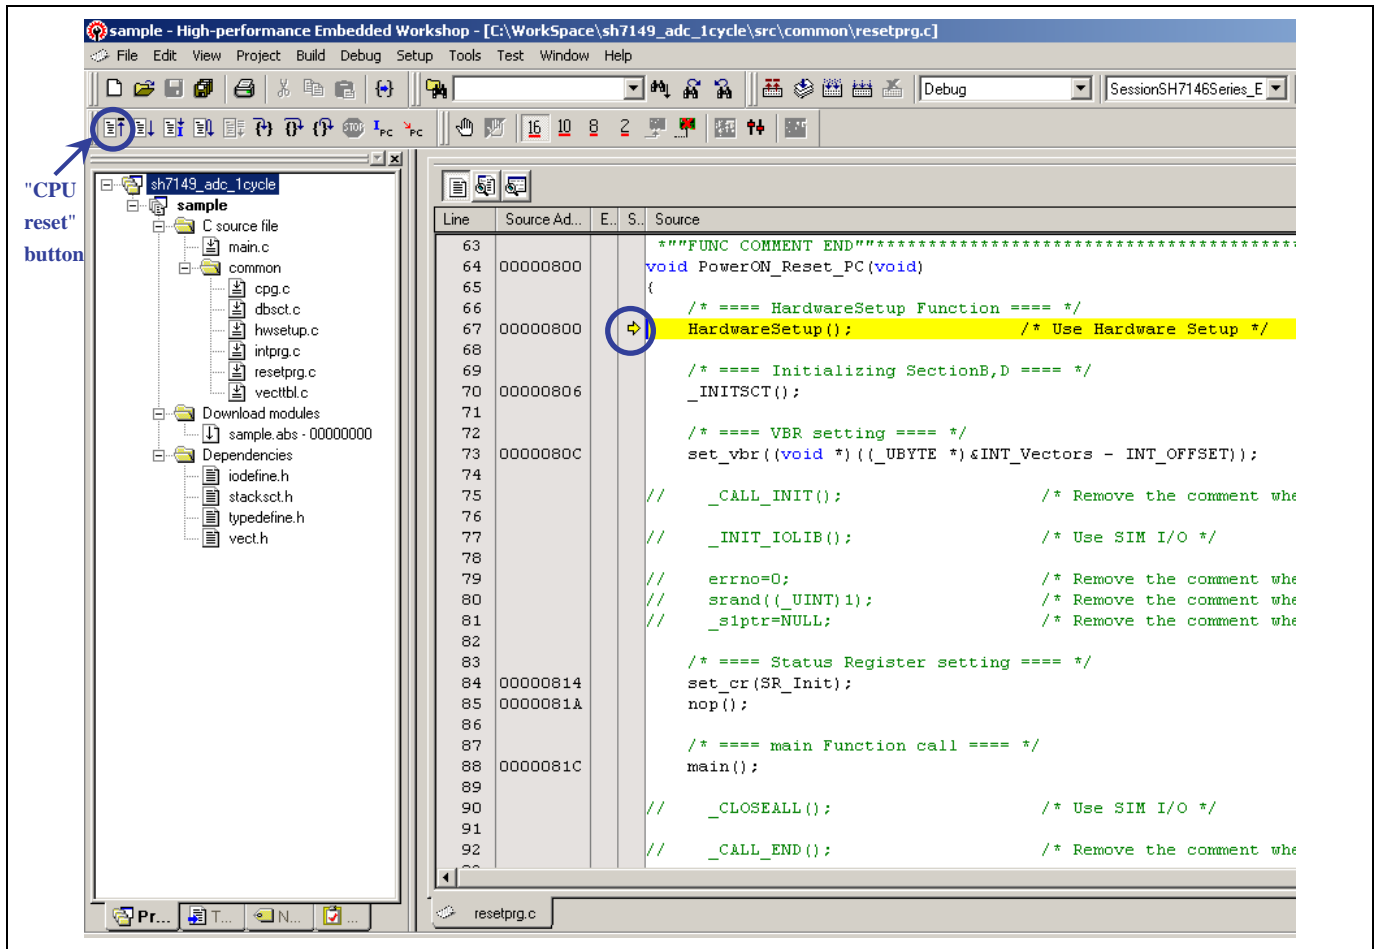 sample - High-performance Embedded Workshop - [C:\WorkSpace\sh7149_adc_1cycle\src\common\resetprg.c]
File Edit View Project Build Debug Setup Tools Test Window Help
Debug SessionSH7146Series_E
16 10 8 2
"CPU reset" button
sh7149_adc_1cycle
sample
C source file
main.c
common
cpg.c
dbsct.c
hwsetup.c
intprg.c
resetprg.c
vecttbl.c
Download modules
sample.abs - 00000000
Dependencies
iodefine.h
stacksct.h
typedefine.h
vect.h
Pr... T... N... ...
Line Source Ad... E.. S.. Source
63 *""FUNC COMMENT END""*****************************************
64 00000800 void PowerON_Reset_PC(void)
65 {
66 /* ==== HardwareSetup Function ==== */
67 00000800 HardwareSetup(); /* Use Hardware Setup */
68
69 /* ==== Initializing SectionB,D ==== */
70 00000806 _INITSCT();
71
72 /* ==== VBR setting ==== */
73 0000080C set_vbr((void *)((_UBYTE *)&INT_Vectors - INT_OFFSET));
74
75 // _CALL_INIT(); /* Remove the comment whe
76
77 // _INIT_IOLIB(); /* Use SIM I/O */
78
79 // errno=0; /* Remove the comment whe
80 // srand((_UINT)1); /* Remove the comment whe
81 // _s1ptr=NULL; /* Remove the comment whe
82
83 /* ==== Status Register setting ==== */
84 00000814 set_cr(SR_Init);
85 0000081A nop();
86
87 /* ==== main Function call ==== */
88 0000081C main();
89
90 // _CLOSEALL(); /* Use SIM I/O */
91
92 // _CALL_END(); /* Remove the comment whe
resetprg.c